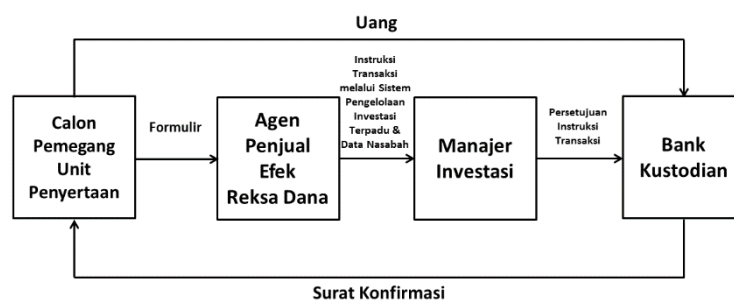 Uang
Calon
Pemegang
Unit
Penyertaan
Formulir
Agen
Penjual
Efek
Reksa Dana
Instruksi
Transaksi
melalui Sistem
Pengelolaan
Investasi
Terpadu &
Data Nasabah
Manajer
Investasi
Persetujuan
Instruksi
Transaksi
Bank
Kustodian
Surat Konfirmasi